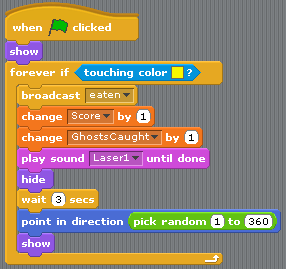 when clicked
show
forever if touching color ?
broadcast eaten
change Score by 1
change GhostsCaught by 1
play sound Laser1 until done
hide
wait 3 secs
point in direction pick random 1 to 360
show